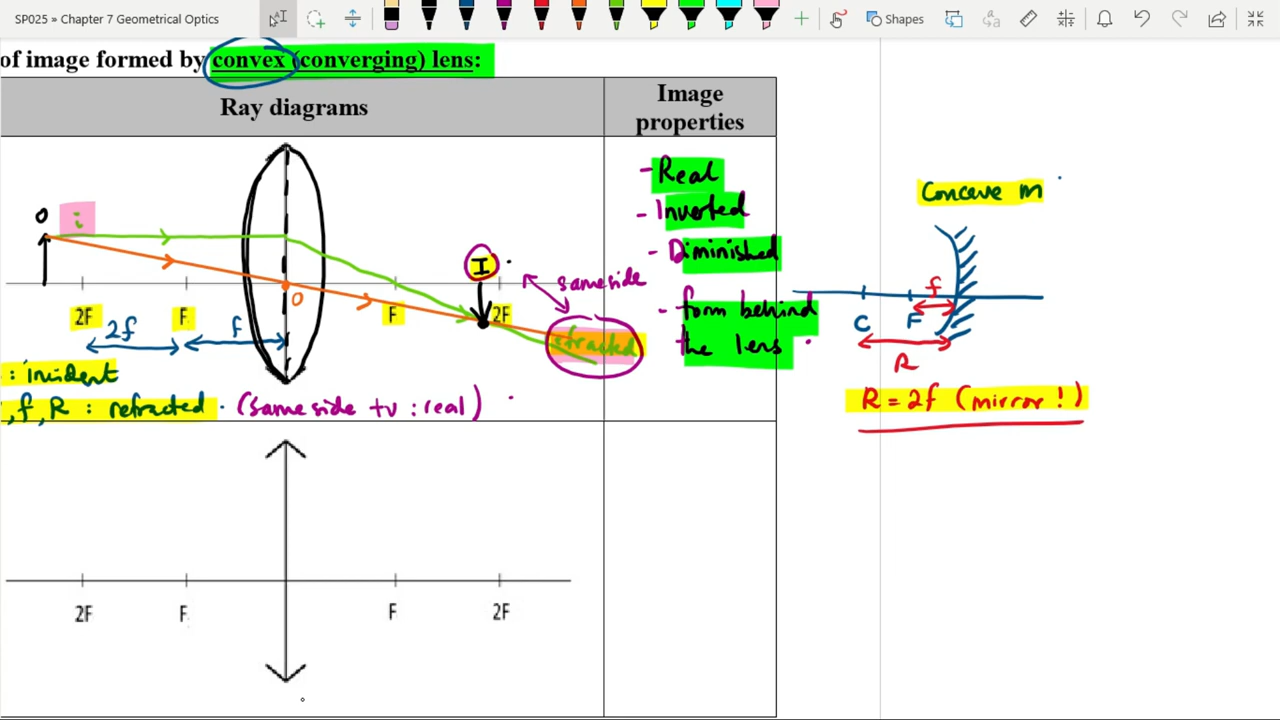 SP025 » Chapter 7 Geometrical Optics
Shapes
of image formed by convex (converging) lens:
Ray diagrams
Image
properties
O
i
O
I
2F
F
F
2F
2f
f
same side
: incident
,f,R : refracted. (same side +v : real)
- Real
- Inverted
- Diminished
- form behind
the lens.
Concave m
C
F
f
R
R = 2f (mirror!)
2F
F
F
2F